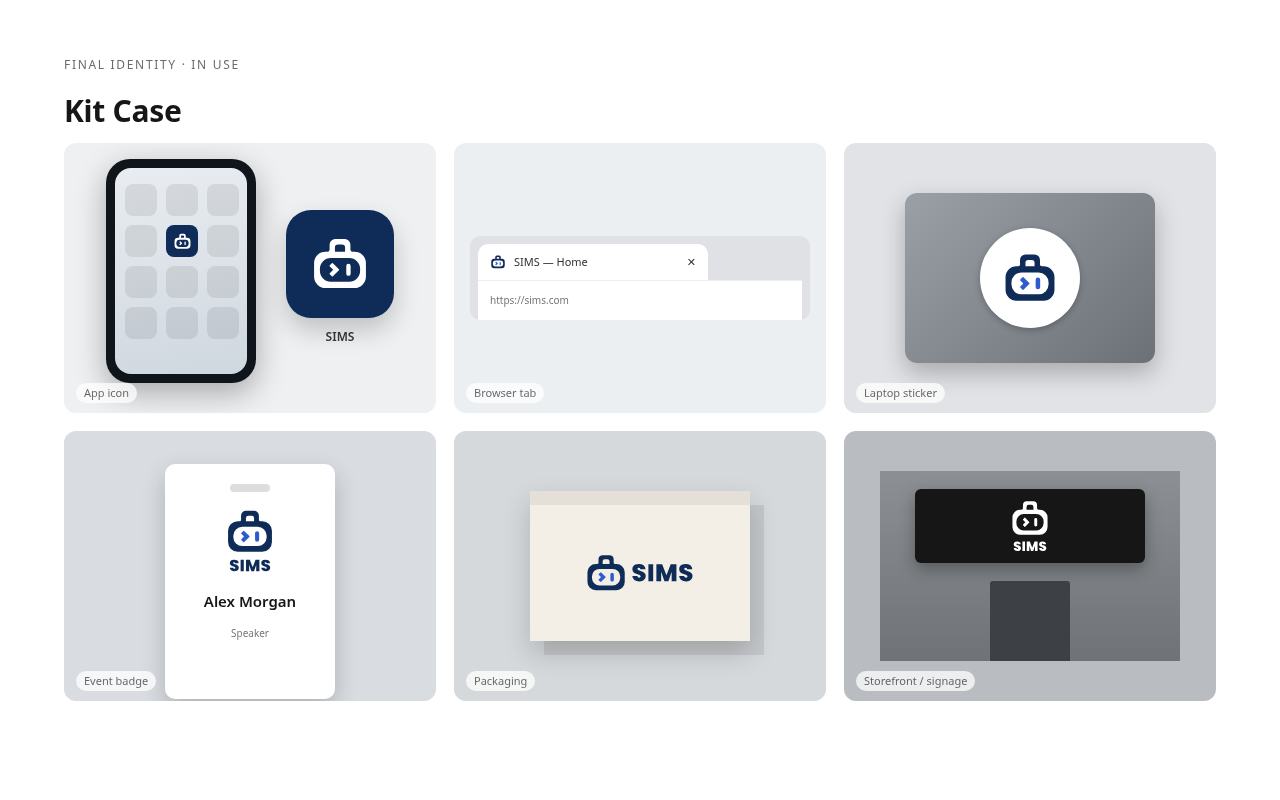 FINAL IDENTITY · IN USE
Kit Case
SIMS
App icon
SIMS — Home ✕
https://sims.com
Browser tab
Laptop sticker
SIMS
Alex Morgan
Speaker
Event badge
SIMS
Packaging
SIMS
Storefront / signage